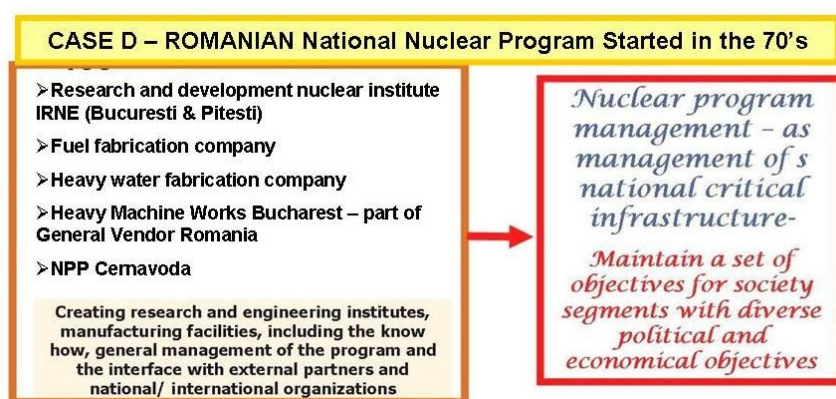 CASE D – ROMANIAN National Nuclear Program Started in the 70's
➢Research and development nuclear institute
IRNE (Bucuresti & Pitesti)
➢Fuel fabrication company
➢Heavy water fabrication company
➢Heavy Machine Works Bucharest – part of
General Vendor Romania
➢NPP Cernavoda
Creating research and engineering institutes,
manufacturing facilities, including the know
how, general management of the program and
the interface with external partners and
national/ international organizations
Nuclear program
management – as
management of s
national critical
infrastructure-
Maintain a set of
objectives for society
segments with diverse
political and
economical objectives